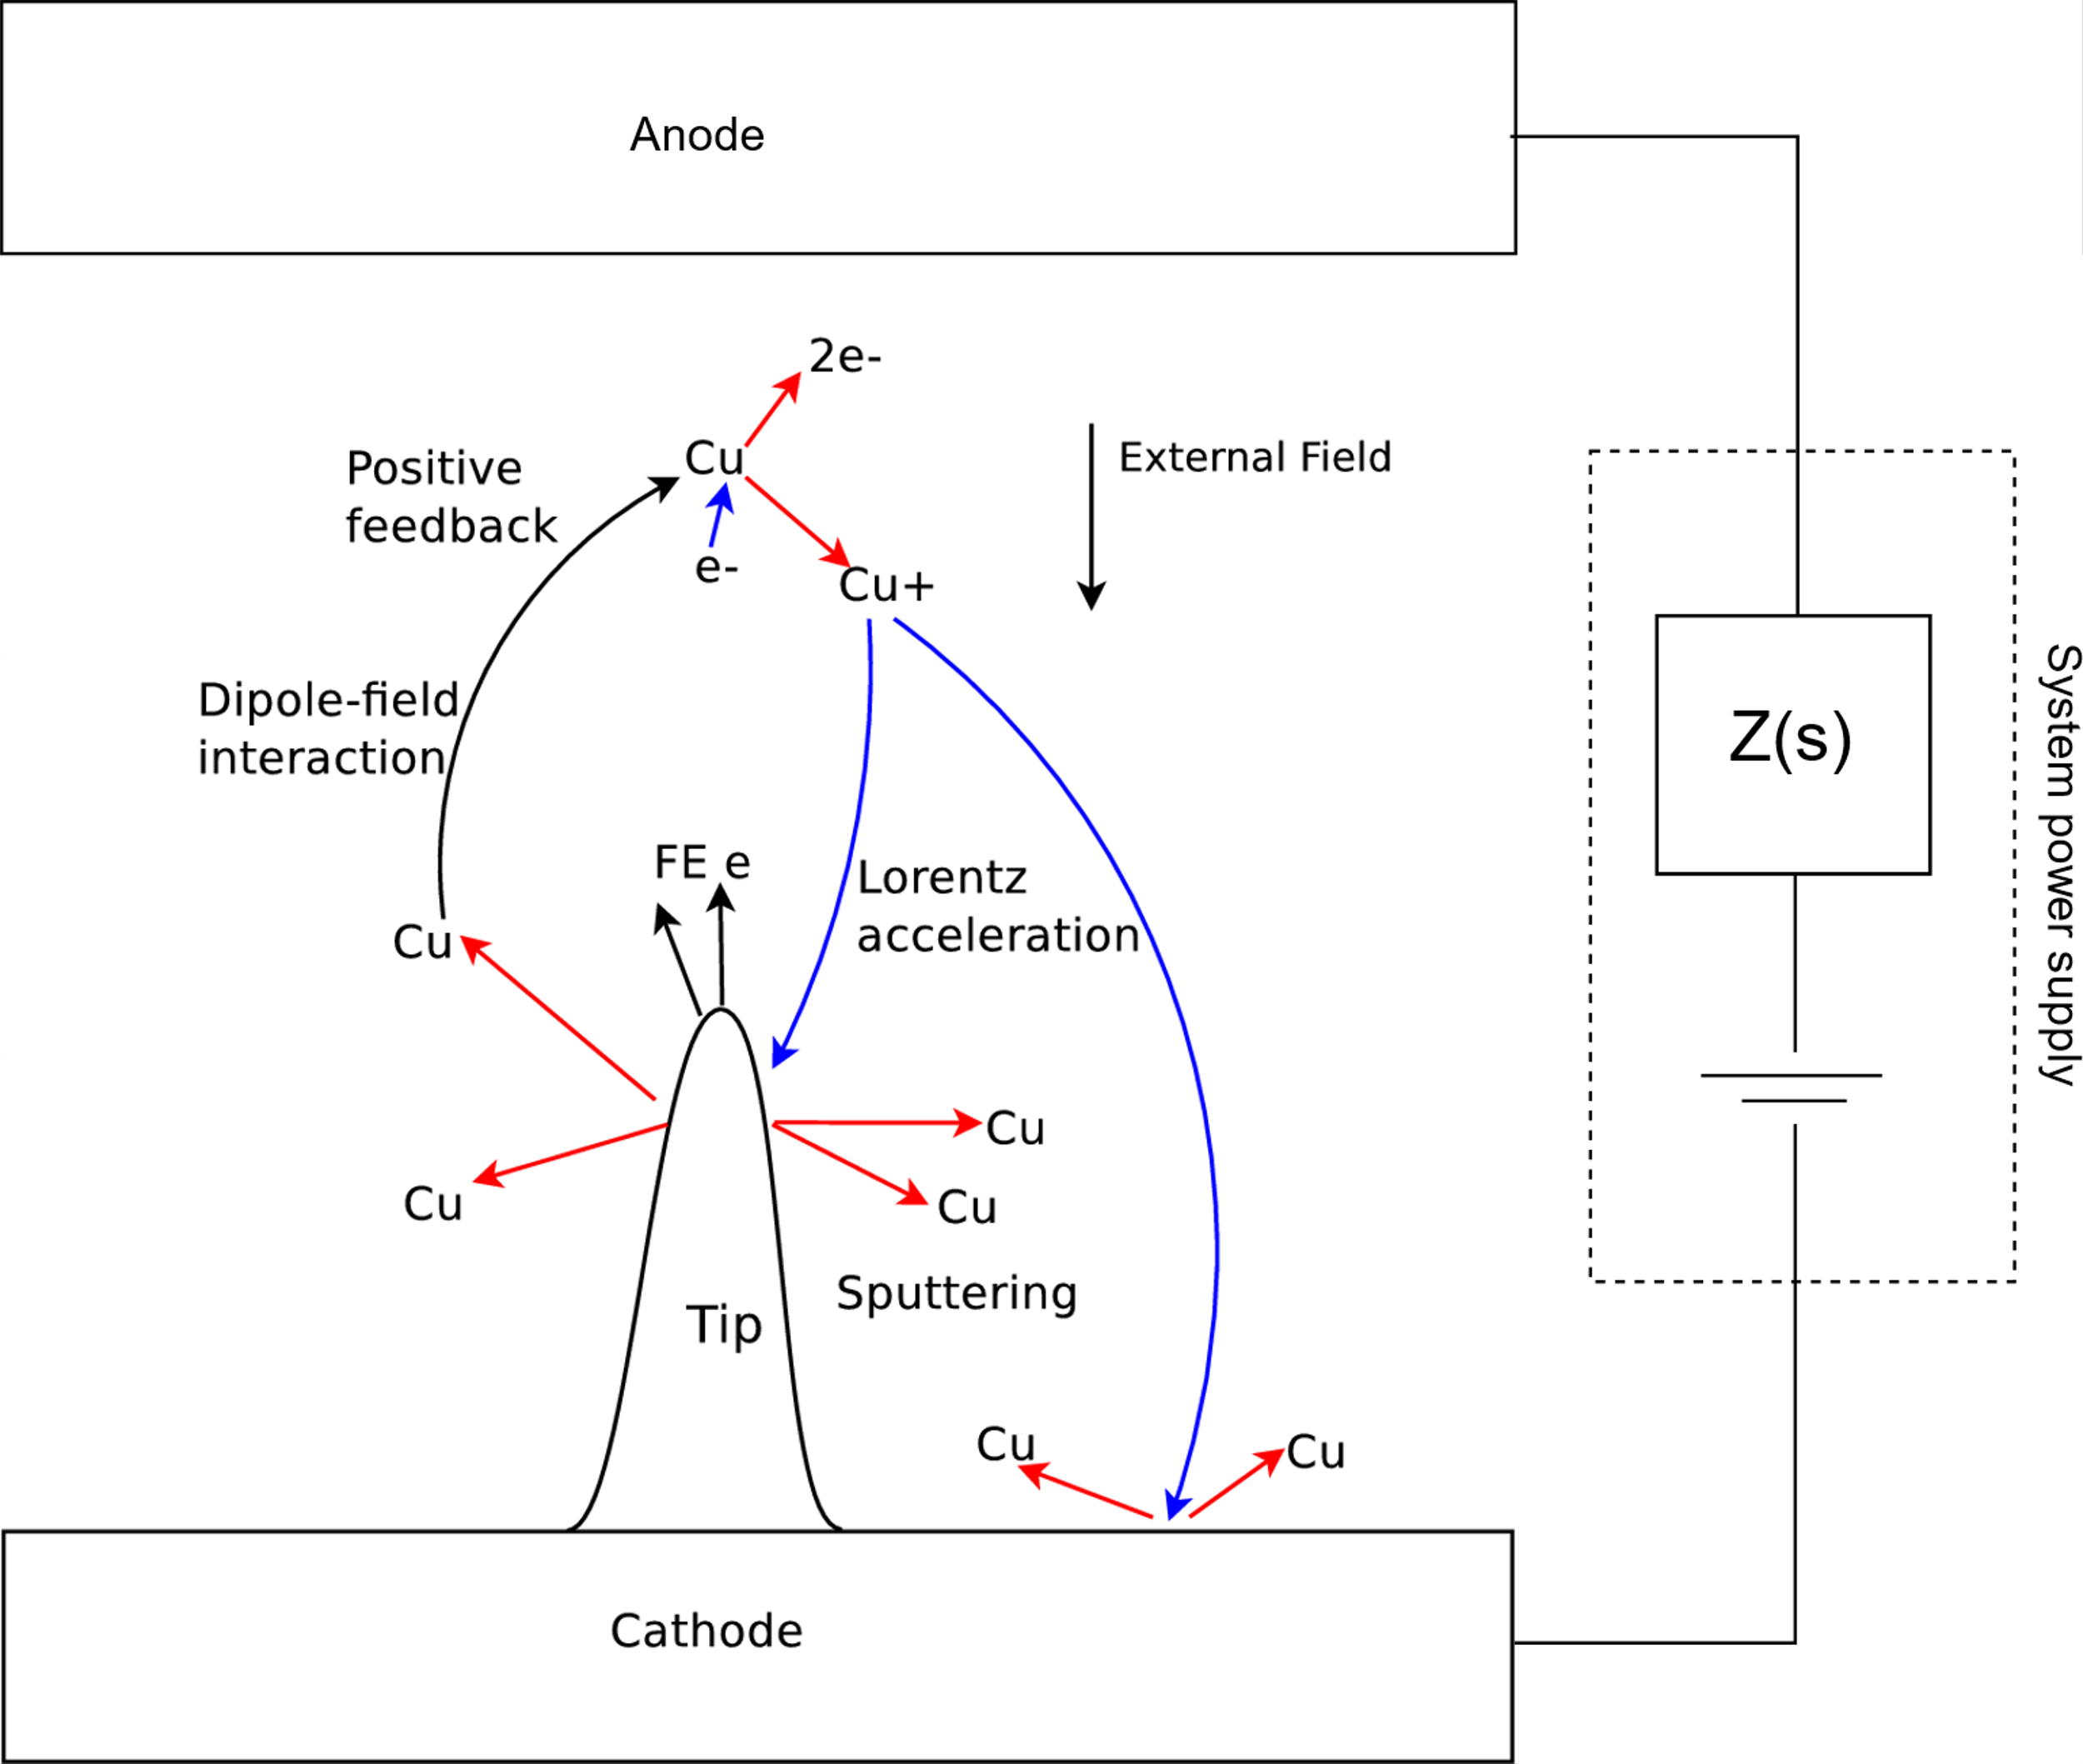 Anode
2e-
Cu
Positive
feedback
External Field
e-
Cu+
Dipole-field
interaction
Z(s)
System power supply
FE e
Lorentz
acceleration
Cu
Cu
Cu
Cu
Sputtering
Tip
Cu
Cu
Cathode